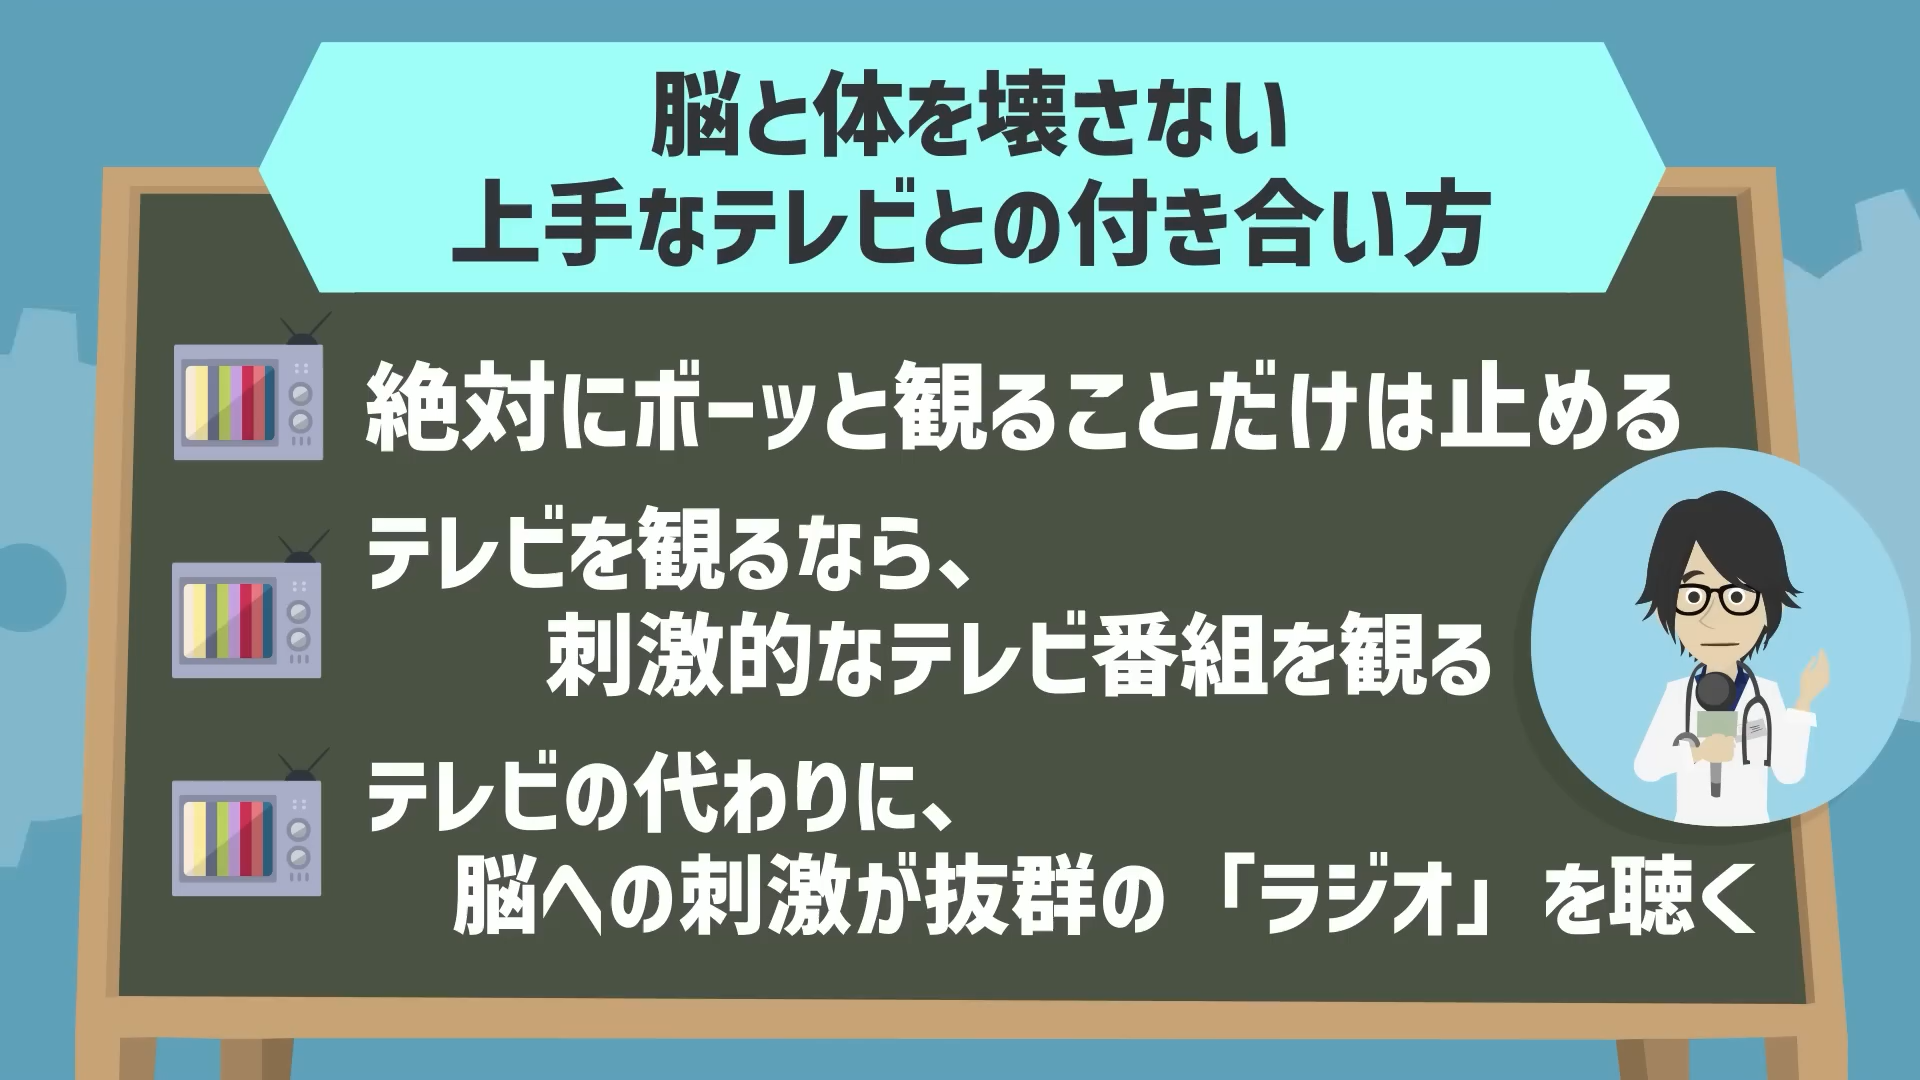 脳と体を壊さない
上手なテレビとの付き合い方
絶対にボーッと観ることだけは止める
テレビを観るなら、
刺激的なテレビ番組を観る
テレビの代わりに、
脳への刺激が抜群の「ラジオ」を聴く